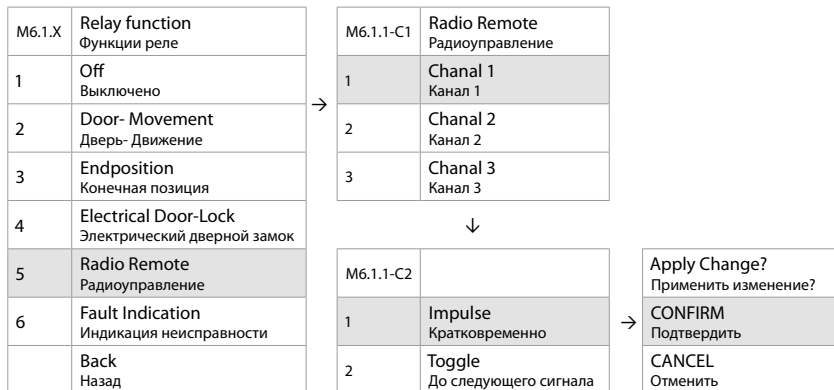 M6.1.X
Relay function
Функции реле
1
Off
Выключено
2
Door- Movement
Дверь- Движение
3
Endposition
Конечная позиция
4
Electrical Door-Lock
Электрический дверной замок
5
Radio Remote
Радиоуправление
6
Fault Indication
Индикация неисправности
Back
Назад
→
M6.1.1-C1
Radio Remote
Радиоуправление
1
Chanal 1
Канал 1
2
Chanal 2
Канал 2
3
Chanal 3
Канал 3
↓
M6.1.1-C2
1
Impulse
Кратковременно
2
Toggle
До следующего сигнала
→
Apply Change?
Применить изменение?
CONFIRM
Подтвердить
CANCEL
Отменить